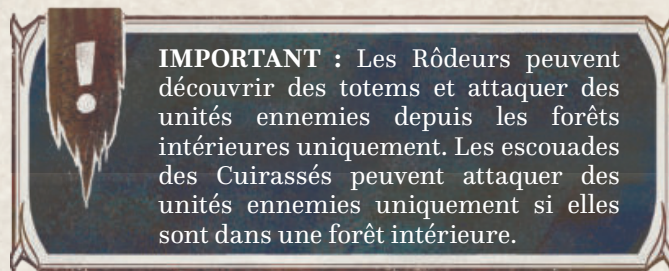 IMPORTANT : Les Rôdeurs peuvent
découvrir des totems et attaquer des
unités ennemies depuis les forêts
intérieures uniquement. Les escouades
des Cuirassés peuvent attaquer des
unités ennemies uniquement si elles
sont dans une forêt intérieure.